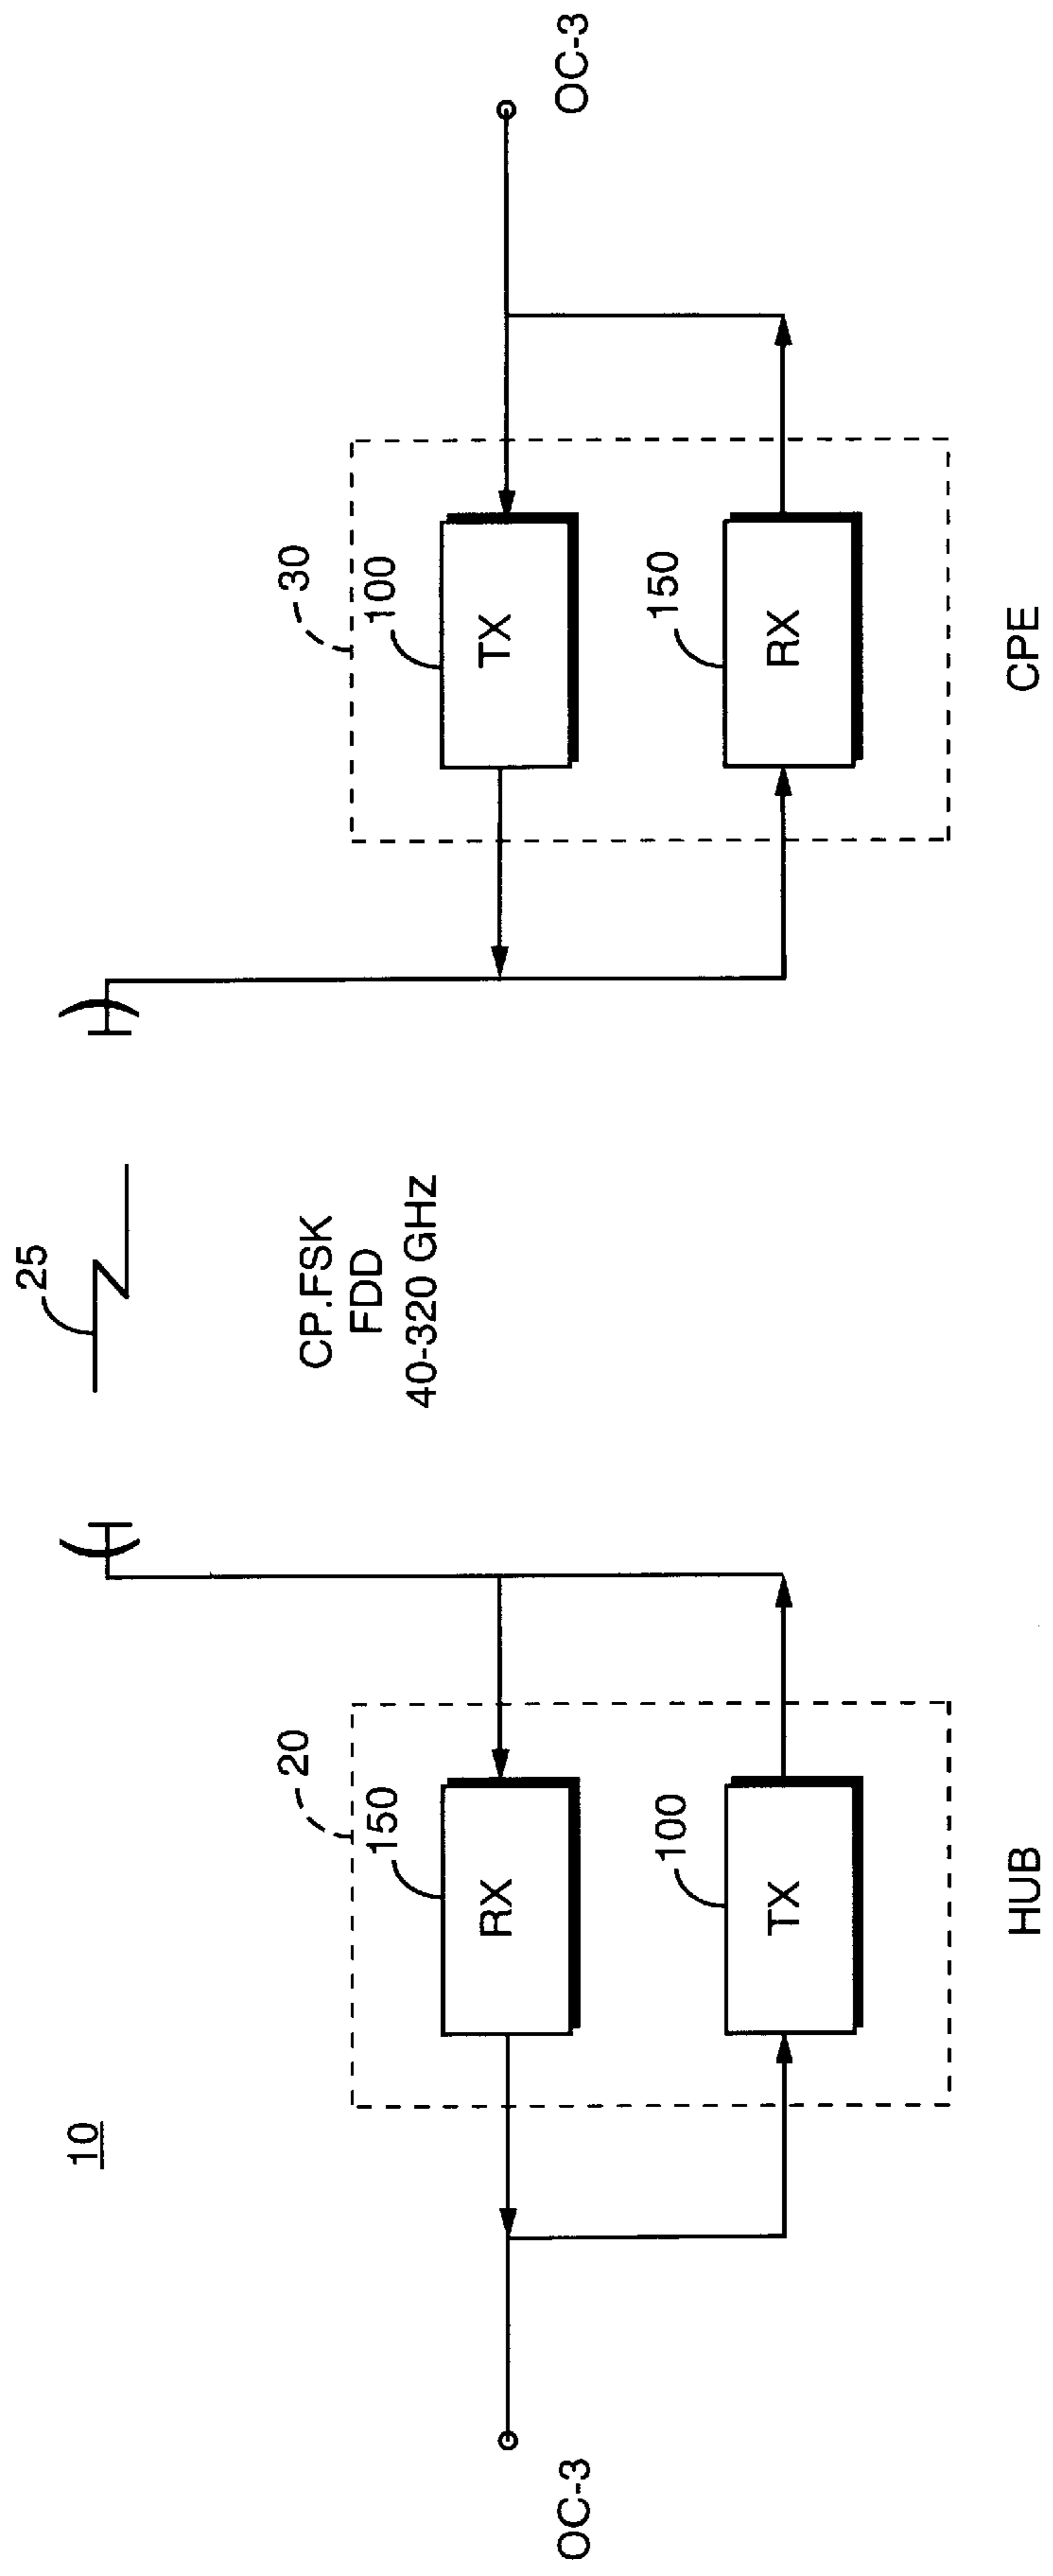 10
25
OC-3
20
150
RX
100
TX
HUB
CP.FSK
FDD
40-320 GHz
30
100
TX
150
RX
CPE
OC-3